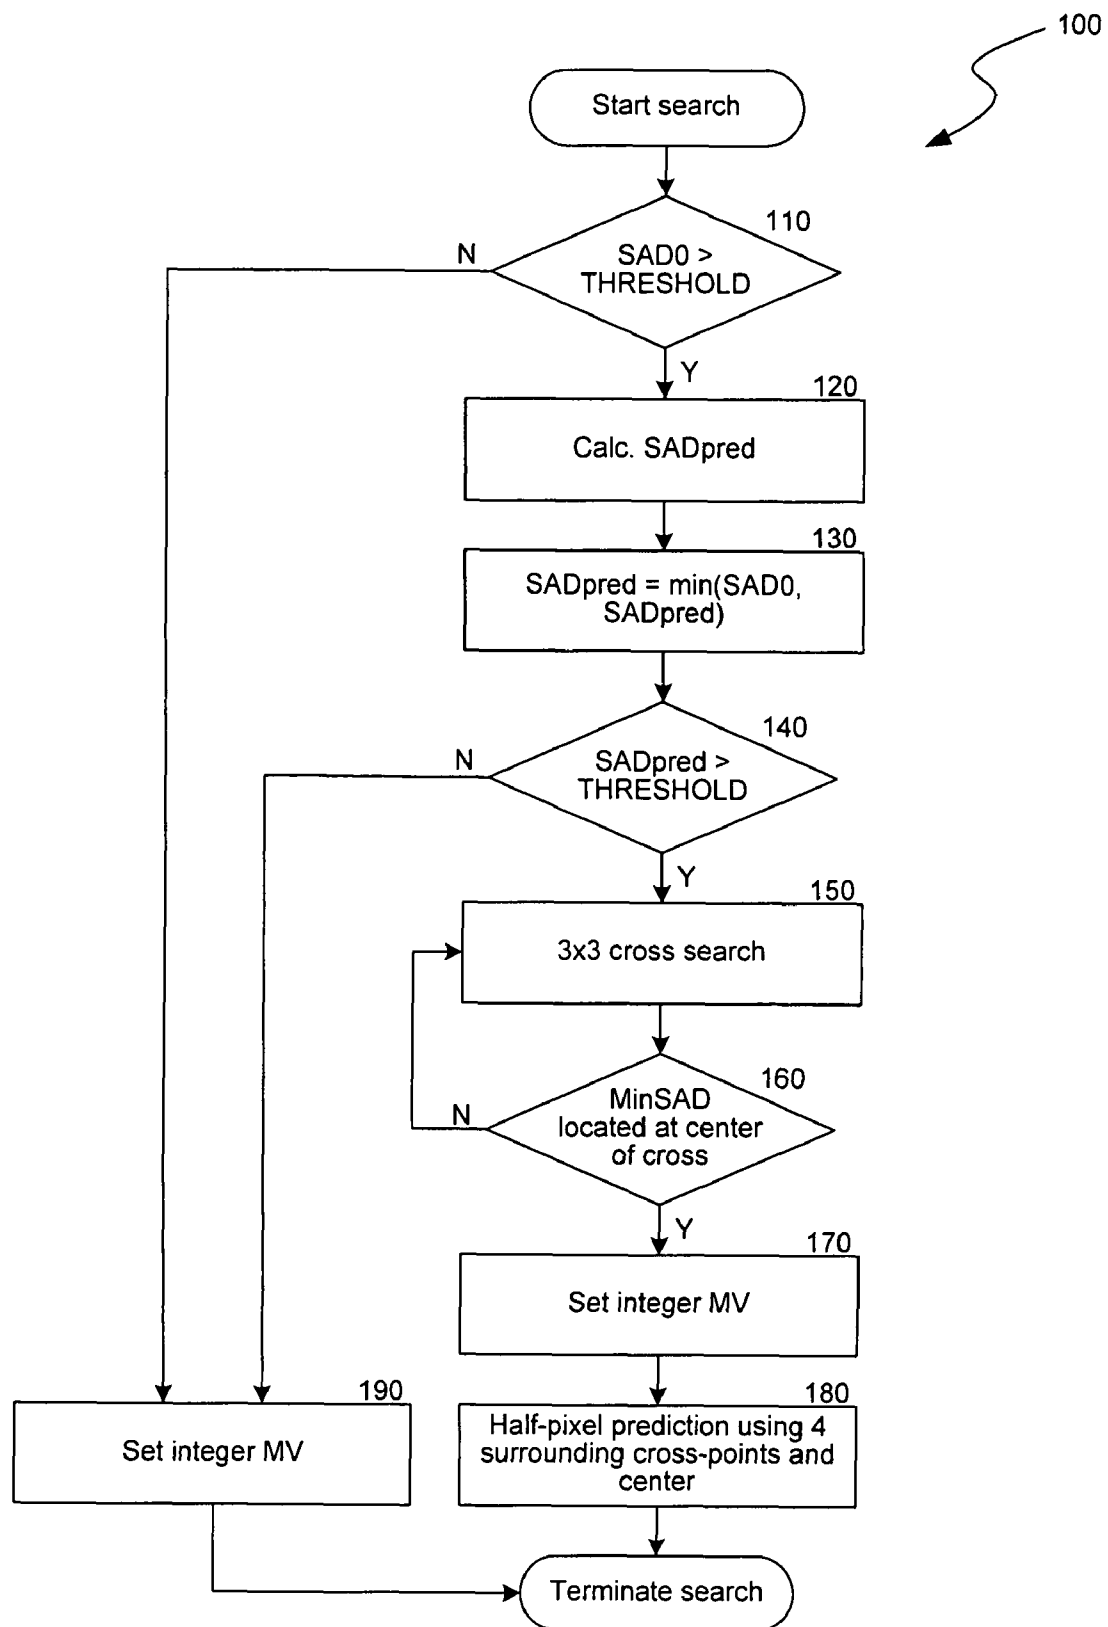 100
Start search
110
N
SAD0 >
THRESHOLD
Y
120
Calc. SADpred
130
SADpred = min(SAD0,
SADpred)
140
N
SADpred >
THRESHOLD
Y
150
3x3 cross search
160
N
MinSAD
located at center
of cross
Y
170
Set integer MV
190
Set integer MV
180
Half-pixel prediction using 4
surrounding cross-points and
center
Terminate search